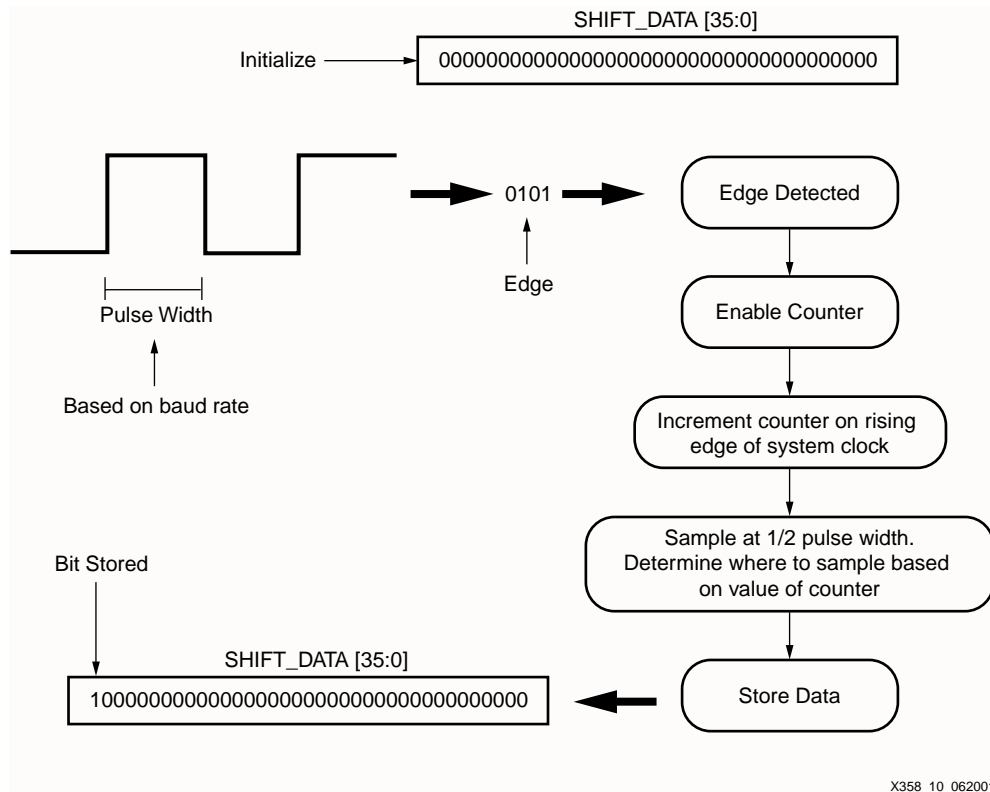 SHIFT_DATA [35:0]
Initialize
000000000000000000000000000000000000
0101
Edge Detected
Edge
Pulse Width
Enable Counter
Based on baud rate
Increment counter on rising
edge of system clock
Sample at 1/2 pulse width.
Determine where to sample based
on value of counter
Bit Stored
SHIFT_DATA [35:0]
100000000000000000000000000000000000
Store Data
X358_10_062001